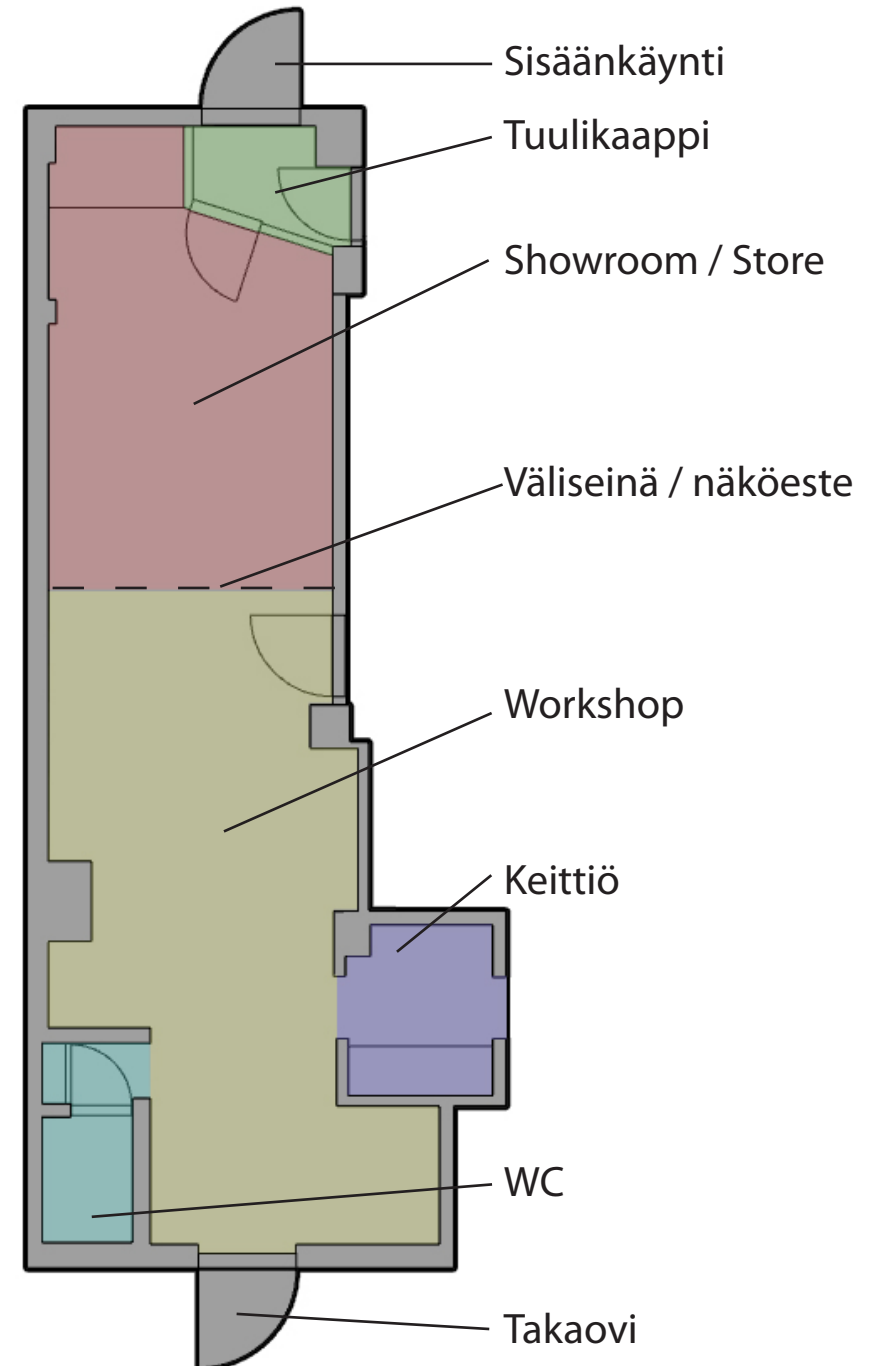 Sisäänkäynti
Tuulikaappi
Showroom / Store
Väliseinä / näköeste
Workshop
Keittiö
WC
Takaovi